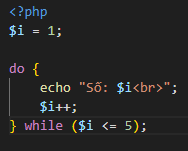 <?php
$i = 1;
do {
echo "Số: $i<br>";
$i++;
} while ($i <= 5);